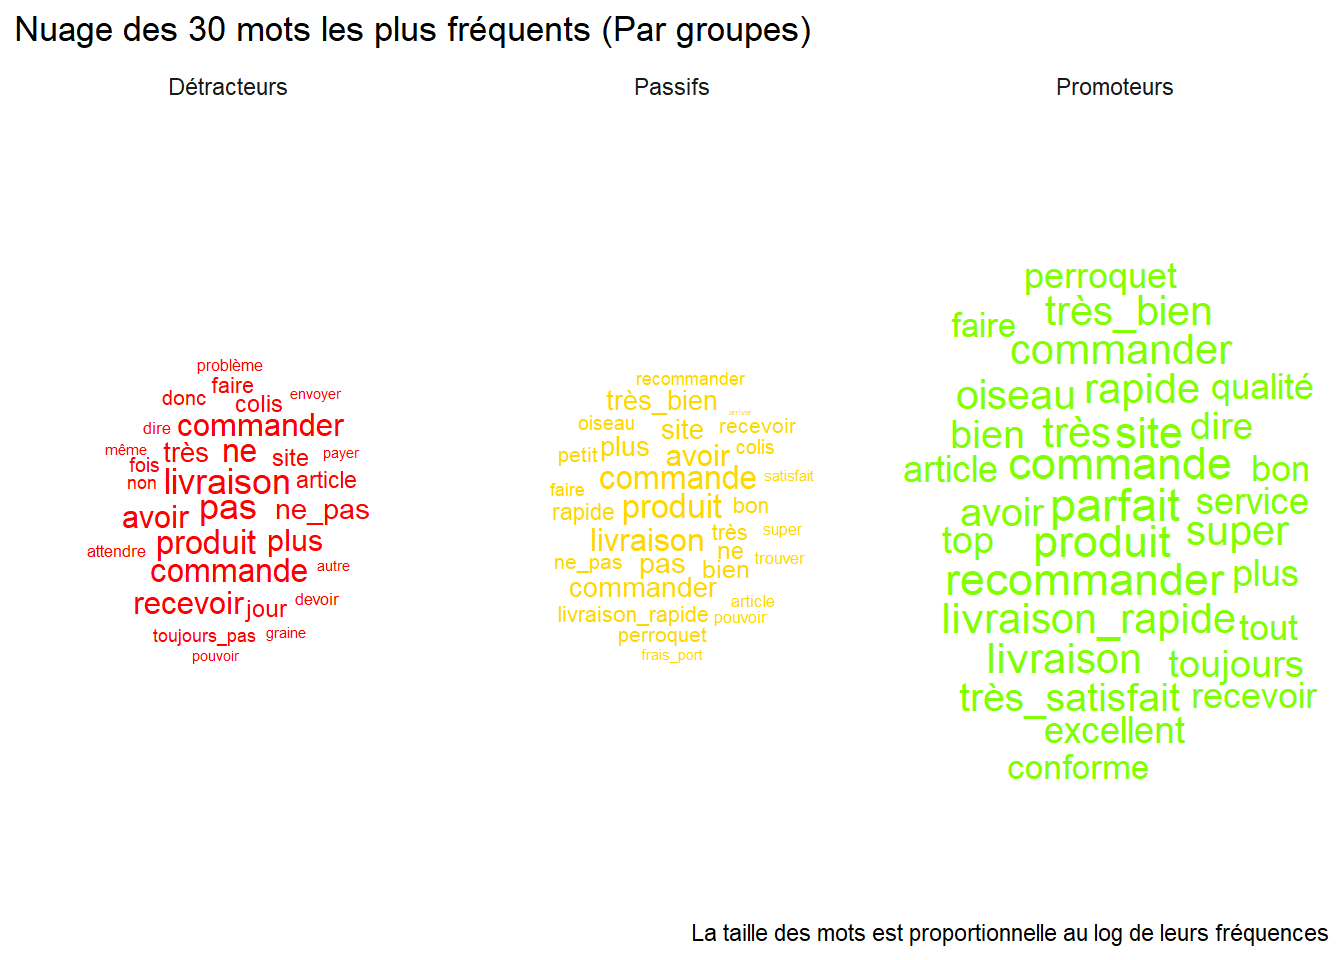 Nuage des 30 mots les plus fréquents (Par groupes)
Détracteurs
problème
faire
donc
colis
envoyer
dire
commander
même
très
ne
site
payer
fois
non
livraison
article
avoir
pas
ne_pas
attendre
produit
plus
commande
autre
recevoir
jour
devoir
toujours_pas
graine
pouvoir
Passifs
recommander
très_bien
arriver
oiseau
site
recevoir
petit
plus
avoir
colis
faire
commande
satisfait
rapide
produit
bon
livraison
très
super
ne_pas
pas
ne
bien
trouver
commander
article
livraison_rapide
pouvoir
perroquet
frais_port
Promoteurs
perroquet
faire
très_bien
commander
oiseau
rapide
qualité
bien
très
site
dire
article
commande
bon
avoir
parfait
service
top
produit
super
recommander
plus
livraison_rapide
tout
livraison
toujours
très_satisfait
recevoir
excellent
conforme
La taille des mots est proportionnelle au log de leurs fréquences